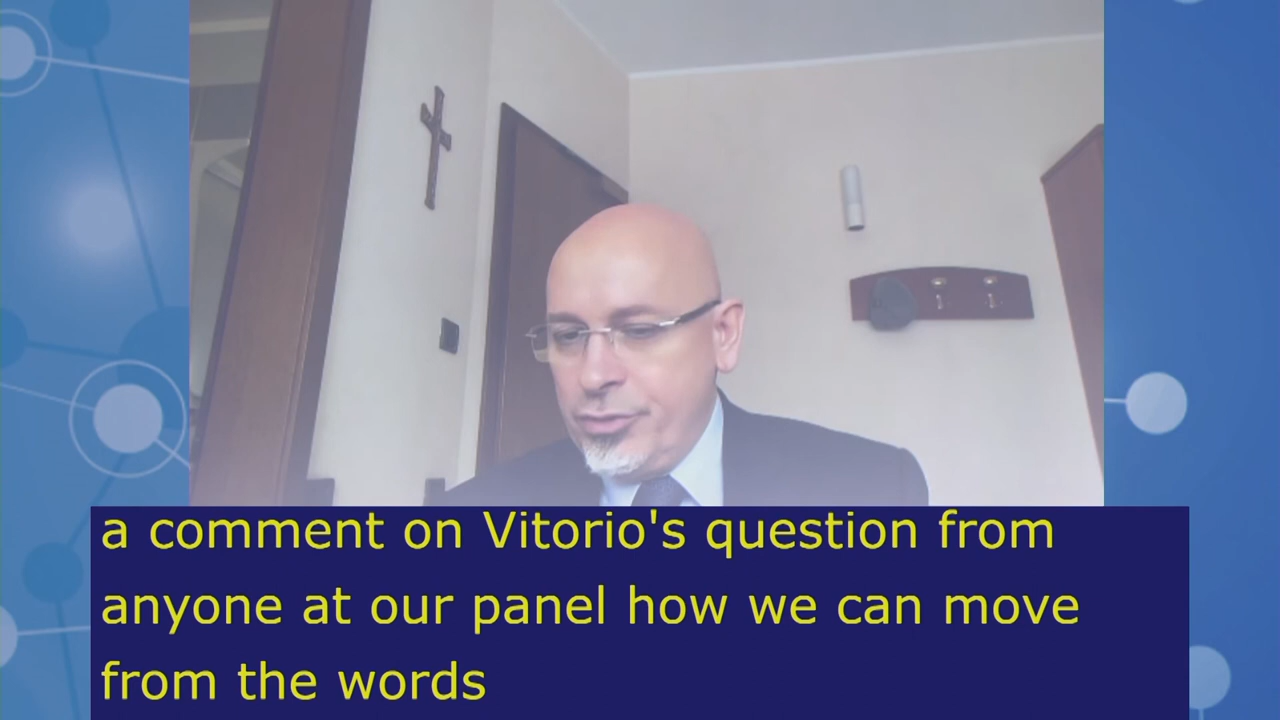 a comment on Vitorio's question from
anyone at our panel how we can move
from the words